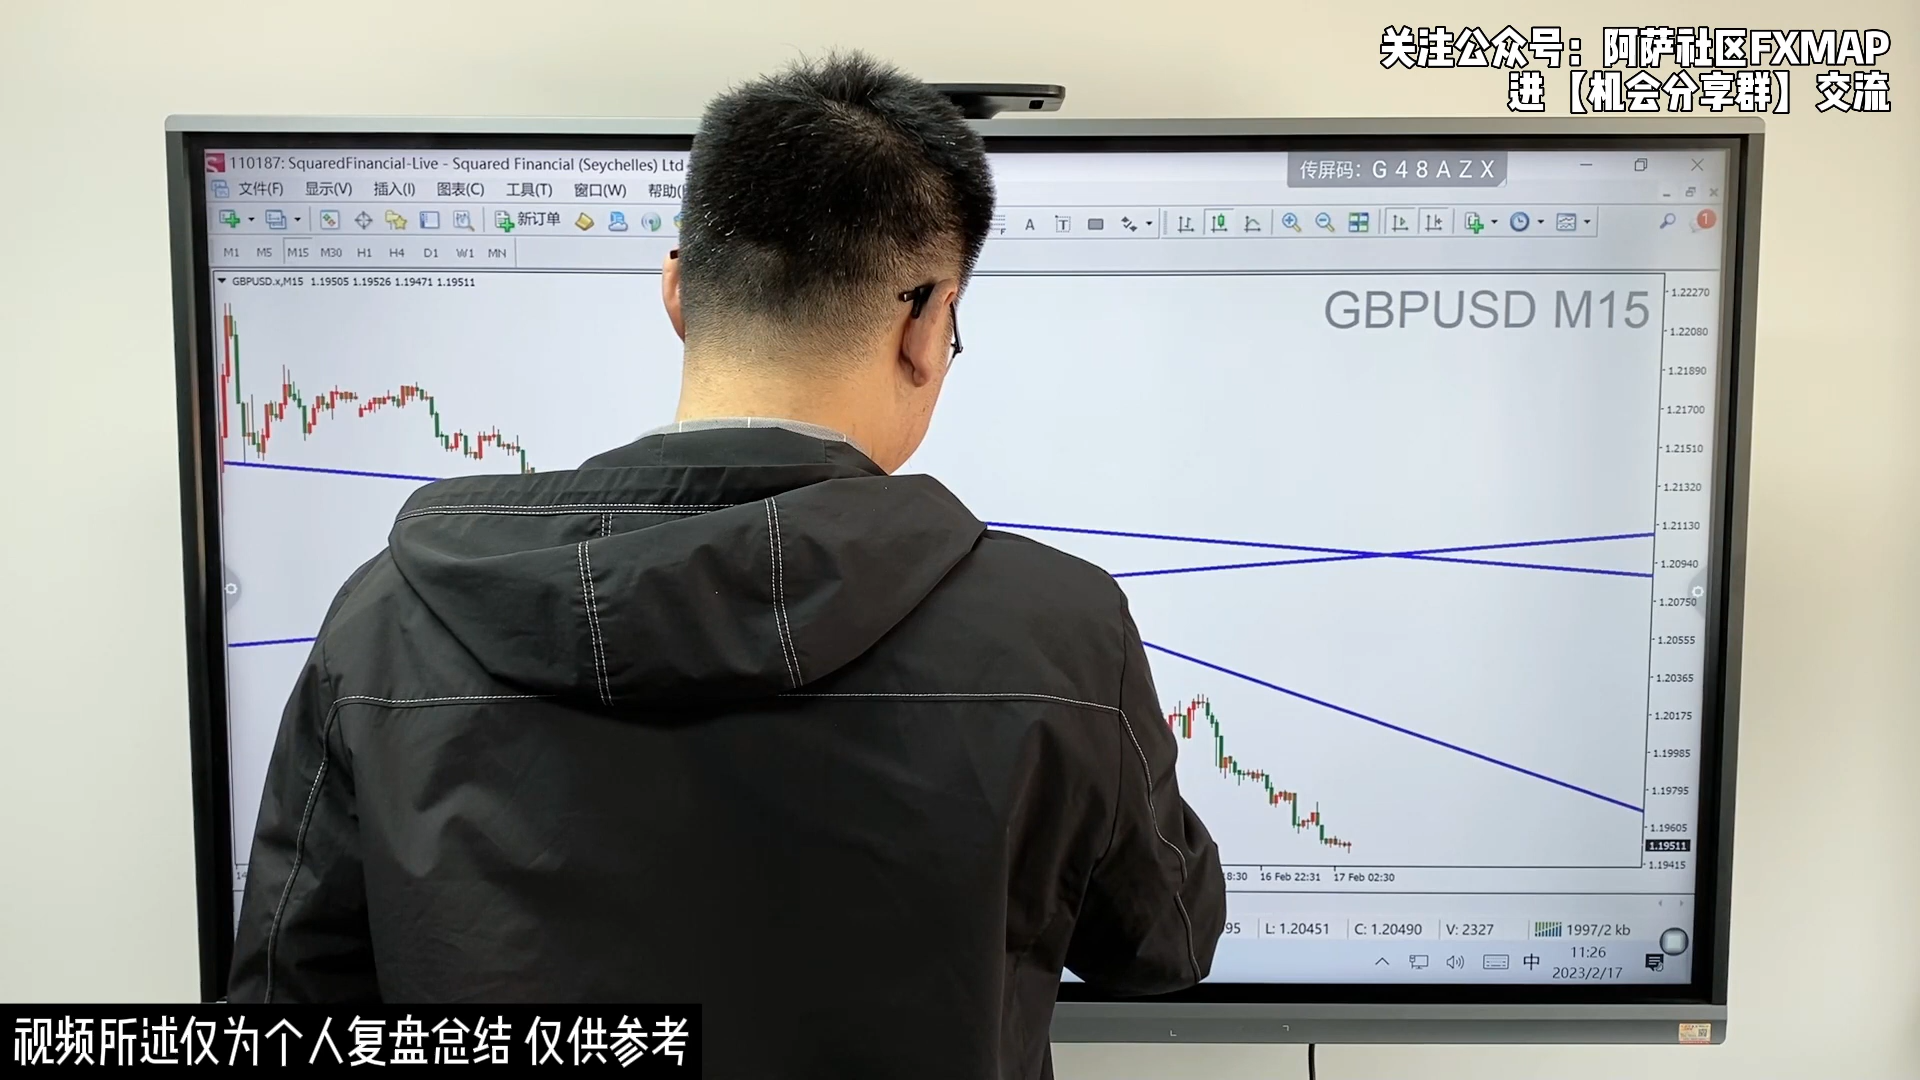 关注公众号：阿萨社区FXMAP
进【机会分享群】交流
110187: SquaredFinancial-Live - Squared Financial (Seychelles) Ltd
传屏码：G48AZX
文件(F) 显示(V) 插入(I) 图表(C) 工具(T) 窗口(W) 帮助(
新订单
A T 1
M1 M5 M15 M30 H1 H4 D1 W1 MN
GBPUSD.x,M15 1.19505 1.19526 1.19471 1.19511
GBPUSD M15
1.22270
1.22080
1.21890
1.21700
1.21510
1.21320
1.21130
1.20940
1.20750
1.20555
1.20365
1.20175
1.19985
1.19795
1.19605
1.19511
1.19415
14 8:30 16 Feb 22:31 17 Feb 02:30
95 L: 1.20451 C: 1.20490 V: 2327 1997/2 kb
中 11:26
2023/2/17
视频所述仅为个人复盘总结 仅供参考